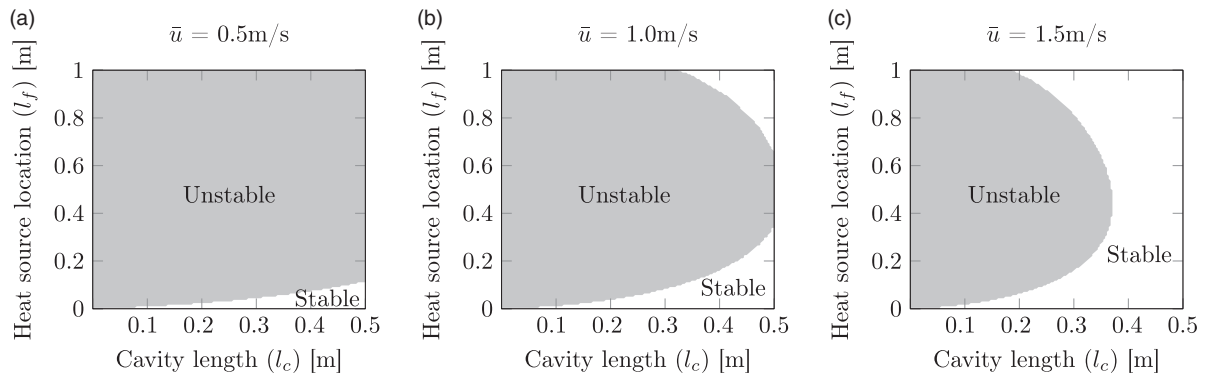 (a)
ū = 0.5m/s
Heat source location (l_f) [m]
1
0.8
0.6
0.4
0.2
0
Unstable
Stable
0.1 0.2 0.3 0.4 0.5
Cavity length (l_c) [m]
(b)
ū = 1.0m/s
Heat source location (l_f) [m]
1
0.8
0.6
0.4
0.2
0
Unstable
Stable
0.1 0.2 0.3 0.4 0.5
Cavity length (l_c) [m]
(c)
ū = 1.5m/s
Heat source location (l_f) [m]
1
0.8
0.6
0.4
0.2
0
Unstable
Stable
0.1 0.2 0.3 0.4 0.5
Cavity length (l_c) [m]